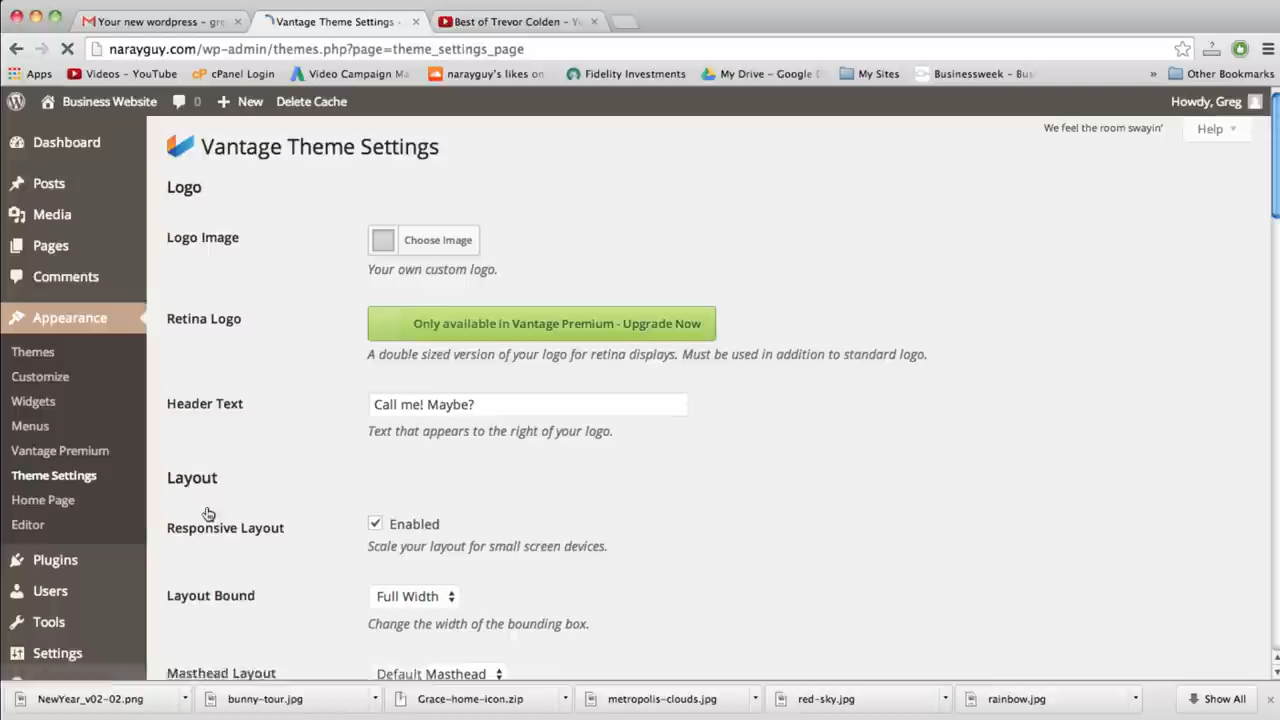 Your new wordpress - gre
Vantage Theme Settings
Best of Trevor Colden - Yo
narayguy.com/wp-admin/themes.php?page=theme_settings_page
Apps
Videos - YouTube
cPanel Login
Video Campaign Ma
narayguy's likes on
Fidelity Investments
My Drive - Google D
My Sites
Businessweek - Bus
»
Other Bookmarks
Business Website
0
+ New
Delete Cache
Howdy, Greg
Dashboard
Posts
Media
Pages
Comments
Appearance
Themes
Customize
Widgets
Menus
Vantage Premium
Theme Settings
Home Page
Editor
Plugins
Users
Tools
Settings
We feel the room swayin'
Help
Vantage Theme Settings
Logo
Logo Image
Choose Image
Your own custom logo.
Retina Logo
Only available in Vantage Premium - Upgrade Now
A double sized version of your logo for retina displays. Must be used in addition to standard logo.
Header Text
Call me! Maybe?
Text that appears to the right of your logo.
Layout
Responsive Layout
Enabled
Scale your layout for small screen devices.
Layout Bound
Full Width
Change the width of the bounding box.
Masthead Layout
Default Masthead
NewYear_v02-02.png
bunny-tour.jpg
Grace-home-icon.zip
metropolis-clouds.jpg
red-sky.jpg
rainbow.jpg
Show All